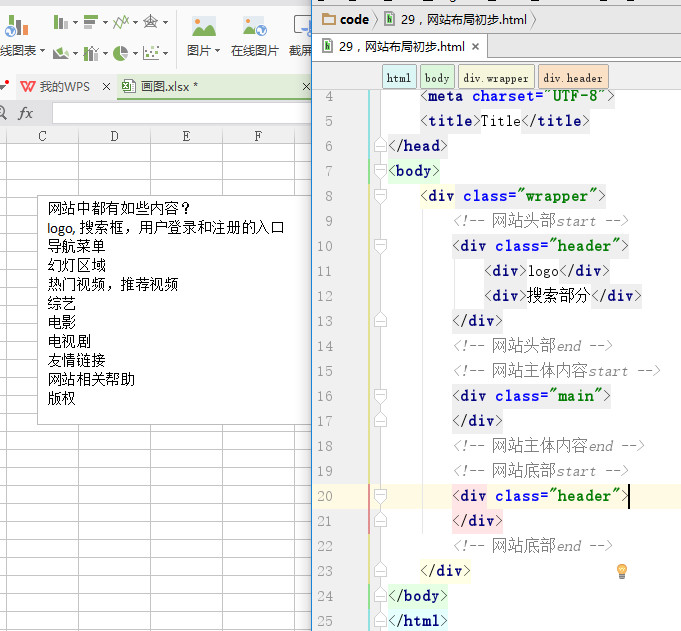 线图表
图片
在线图片
截屏
我的WPS ×
画图.xlsx * ×
fx
C D E F
网站中都有如些内容？
logo, 搜索框，用户登录和注册的入口
导航菜单
幻灯区域
热门视频，推荐视频
综艺
电影
电视剧
友情链接
网站相关帮助
版权
code 29，网站布局初步.html
29，网站布局初步.html ×
html body div.wrapper div.header
4 <meta charset="UTF-8">
5 <title>Title</title>
6 </head>
7 <body>
8 <div class="wrapper">
9 <!-- 网站头部start -->
10 <div class="header">
11 <div>logo</div>
12 <div>搜索部分</div>
13 </div>
14 <!-- 网站头部end -->
15 <!-- 网站主体内容start -->
16 <div class="main">
17 </div>
18 <!-- 网站主体内容end -->
19 <!-- 网站底部start -->
20 <div class="header">
21 </div>
22 <!-- 网站底部end -->
23 </div>
24 </body>
25 </html>